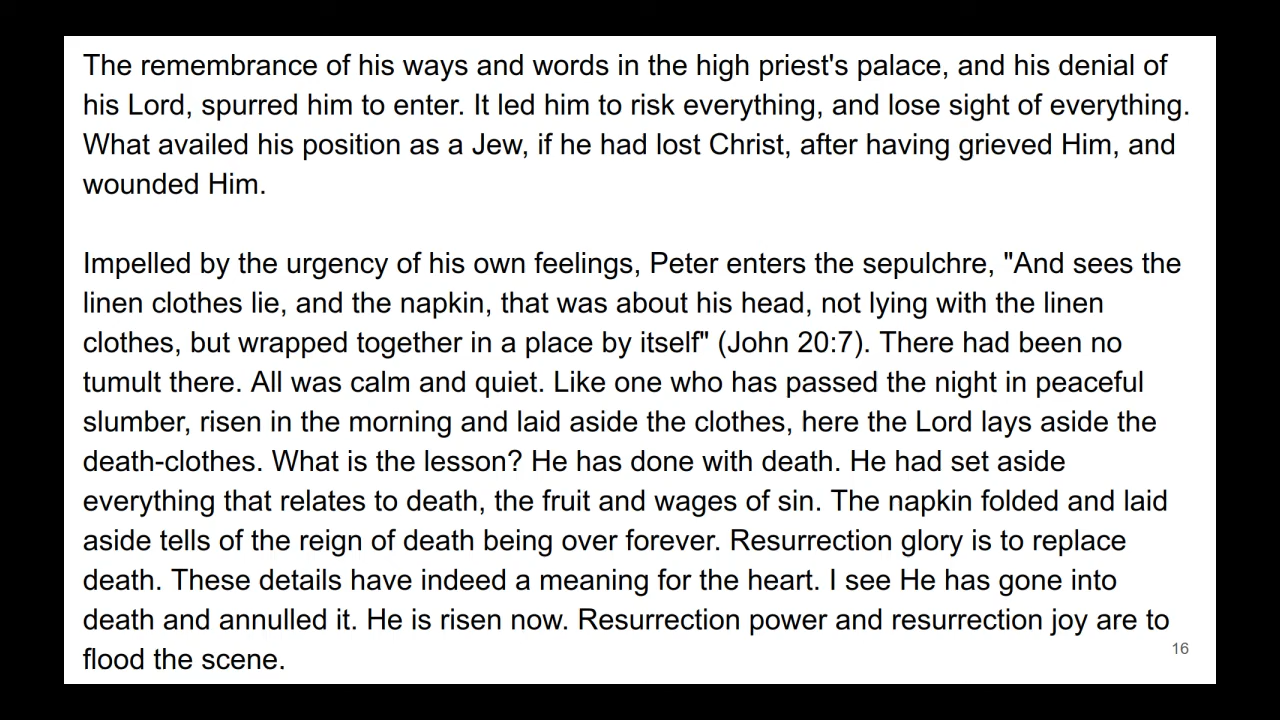 The remembrance of his ways and words in the high priest's palace, and his denial of
his Lord, spurred him to enter. It led him to risk everything, and lose sight of everything.
What availed his position as a Jew, if he had lost Christ, after having grieved Him, and
wounded Him.
Impelled by the urgency of his own feelings, Peter enters the sepulchre, "And sees the
linen clothes lie, and the napkin, that was about his head, not lying with the linen
clothes, but wrapped together in a place by itself" (John 20:7). There had been no
tumult there. All was calm and quiet. Like one who has passed the night in peaceful
slumber, risen in the morning and laid aside the clothes, here the Lord lays aside the
death-clothes. What is the lesson? He has done with death. He had set aside
everything that relates to death, the fruit and wages of sin. The napkin folded and laid
aside tells of the reign of death being over forever. Resurrection glory is to replace
death. These details have indeed a meaning for the heart. I see He has gone into
death and annulled it. He is risen now. Resurrection power and resurrection joy are to
flood the scene.
16